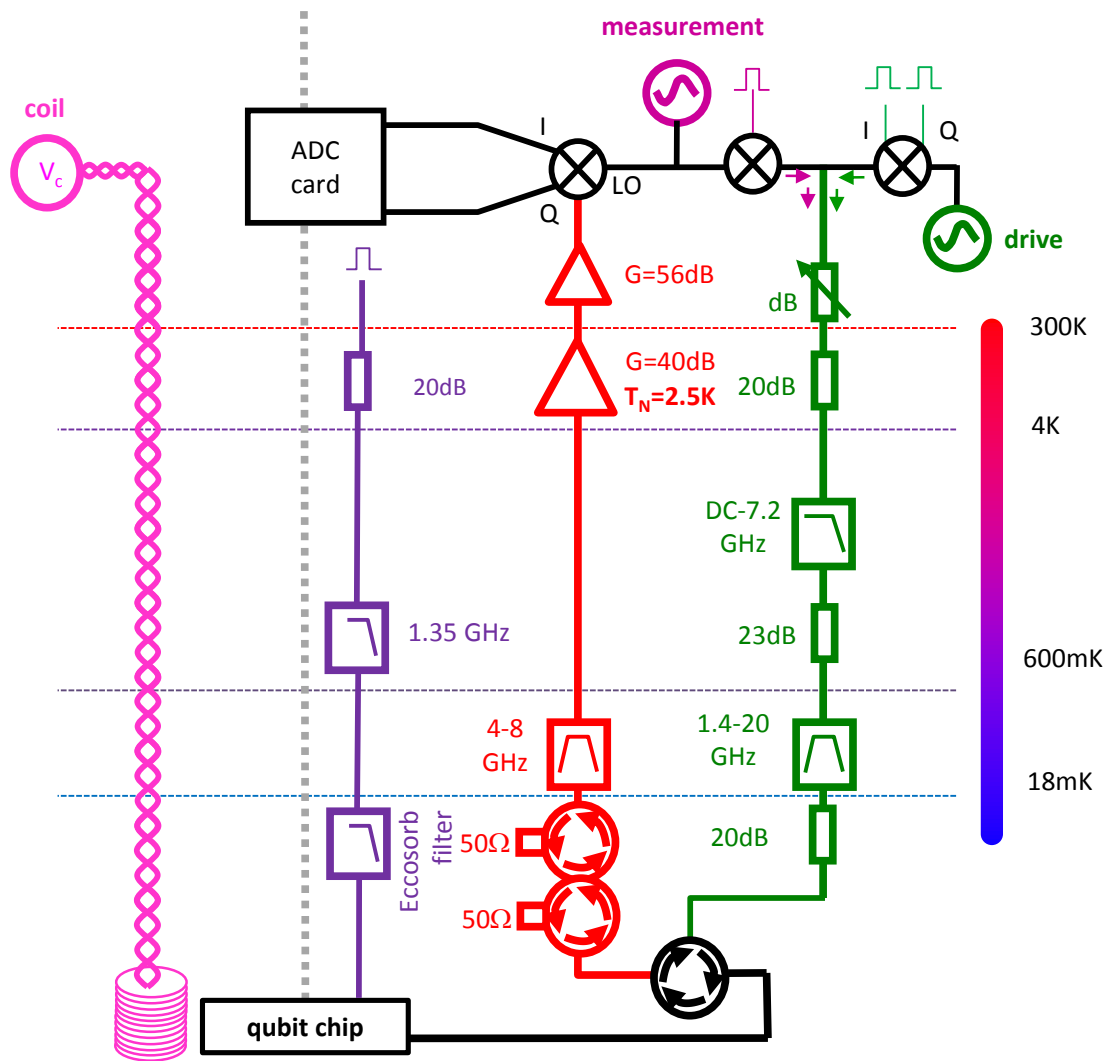 measurement
coil
V_c
ADC
card
I
Q
LO
I
Q
drive
G=56dB
dB
300K
20dB
G=40dB
T_N=2.5K
20dB
4K
DC-7.2
GHz
1.35 GHz
23dB
600mK
4-8
GHz
1.4-20
GHz
18mK
Eccosorb
filter
50Ω
20dB
50Ω
qubit chip